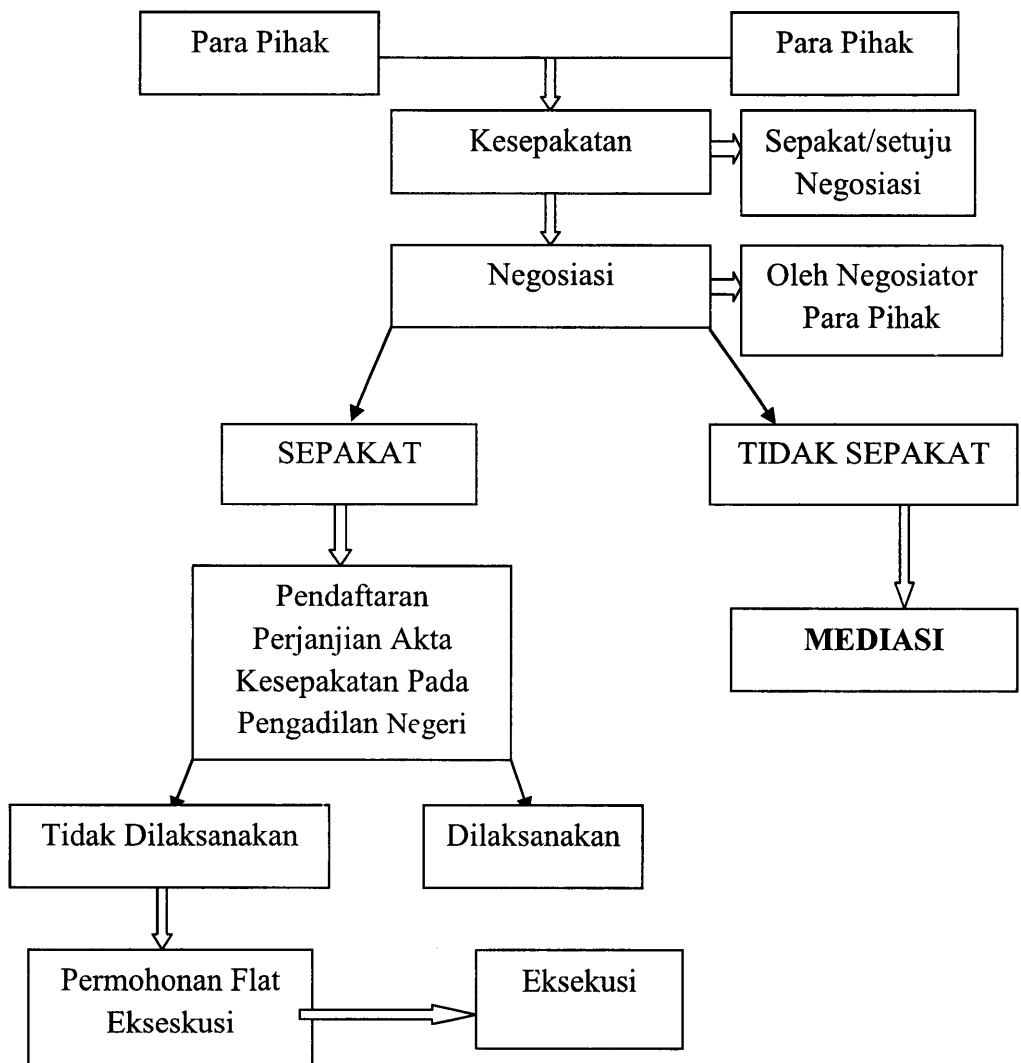 Para Pihak
Para Pihak
Kesepakatan
Sepakat/setuju
Negosiasi
Negosiasi
Oleh Negosiator
Para Pihak
SEPAKAT
TIDAK SEPAKAT
Pendaftaran
Perjanjian Akta
Kesepakatan Pada
Pengadilan Negeri
MEDIASI
Tidak Dilaksanakan
Dilaksanakan
Permohonan Flat
Ekseskusi
Eksekusi